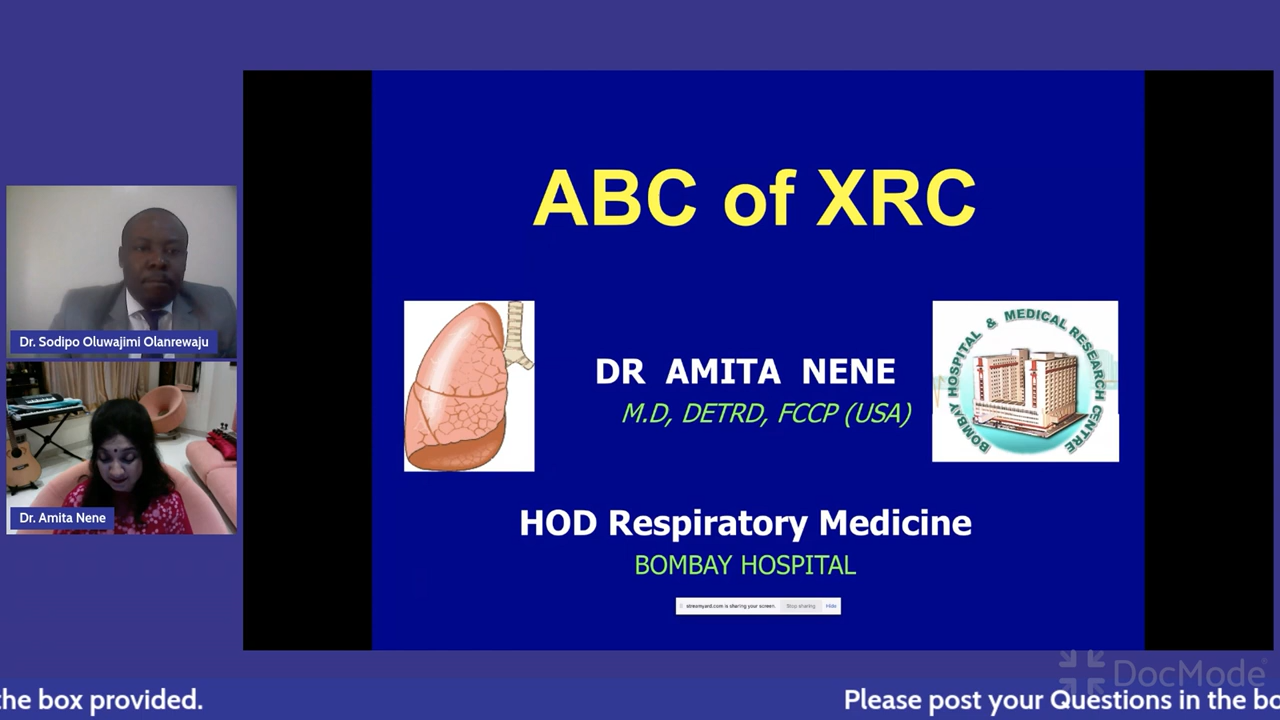 ABC of XRC
BOMBAY HOSPITAL & MEDICAL RESEARCH CENTRE
DR AMITA NENE
M.D, DETRD, FCCP (USA)
HOD Respiratory Medicine
BOMBAY HOSPITAL
streamyard.com is sharing your screen. Stop sharing Hide
Dr. Sodipo Oluwajimi Olanrewaju
Dr. Amita Nene
DocMode
the box provided. Please post your Questions in the bo